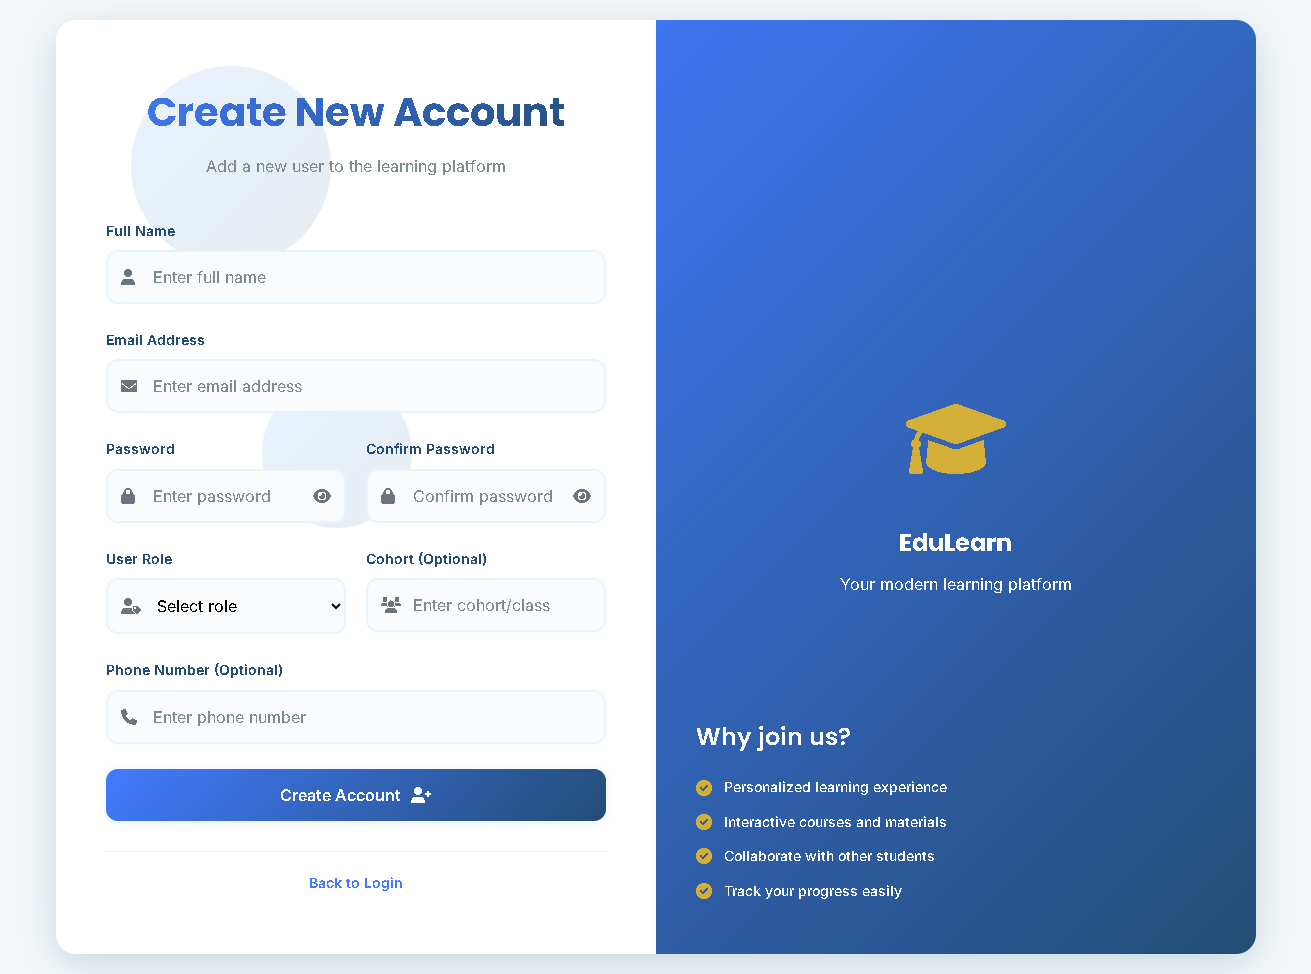 Create New Account
Add a new user to the learning platform
Full Name
Enter full name
Email Address
Enter email address
Password
Confirm Password
Enter password
Confirm password
User Role
Cohort (Optional)
Select role
Enter cohort/class
Phone Number (Optional)
Enter phone number
Create Account
Back to Login
EduLearn
Your modern learning platform
Why join us?
Personalized learning experience
Interactive courses and materials
Collaborate with other students
Track your progress easily